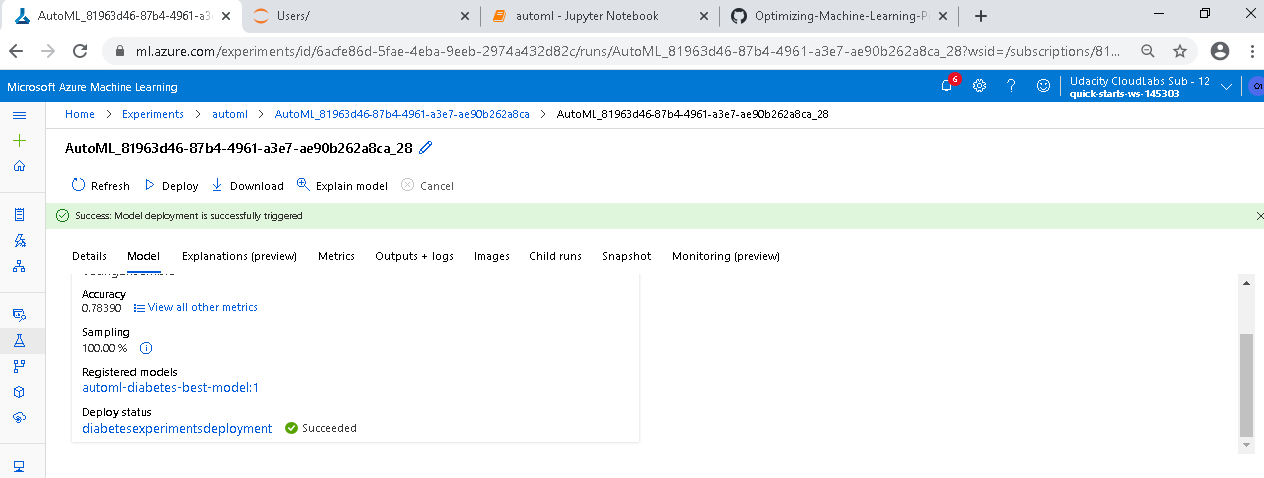 AutoML_81963d46-87b4-4961-a3
Users/
automl - Jupyter Notebook
Optimizing-Machine-Learning-P
ml.azure.com/experiments/id/6acfe86d-5fae-4eba-9eeb-2974a432d82c/runs/AutoML_81963d46-87b4-4961-a3e7-ae90b262a8ca_28?wsid=/subscriptions/81...
Microsoft Azure Machine Learning
6
Udacity CloudLabs Sub - 12
quick-starts-ws-145303
Home > Experiments > automl > AutoML_81963d46-87b4-4961-a3e7-ae90b262a8ca > AutoML_81963d46-87b4-4961-a3e7-ae90b262a8ca_28
AutoML_81963d46-87b4-4961-a3e7-ae90b262a8ca_28
Refresh Deploy Download Explain model Cancel
Success: Model deployment is successfully triggered
Details Model Explanations (preview) Metrics Outputs + logs Images Child runs Snapshot Monitoring (preview)
Accuracy
0.78390 View all other metrics
Sampling
100.00 %
Registered models
automl-diabetes-best-model:1
Deploy status
diabetesexperimentsdeployment Succeeded